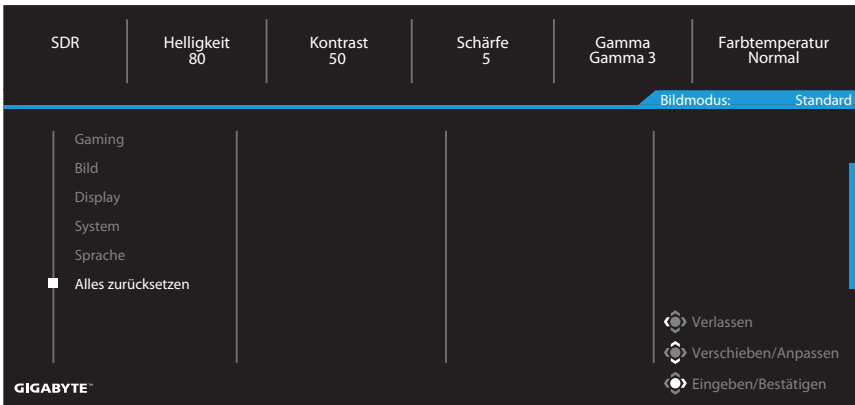 SDR
Helligkeit
80
Kontrast
50
Schärfe
5
Gamma
Gamma 3
Farbtemperatur
Normal
Bildmodus: Standard
Gaming
Bild
Display
System
Sprache
Alles zurücksetzen
Verlassen
Verschieben/Anpassen
Eingeben/Bestätigen
GIGABYTE™